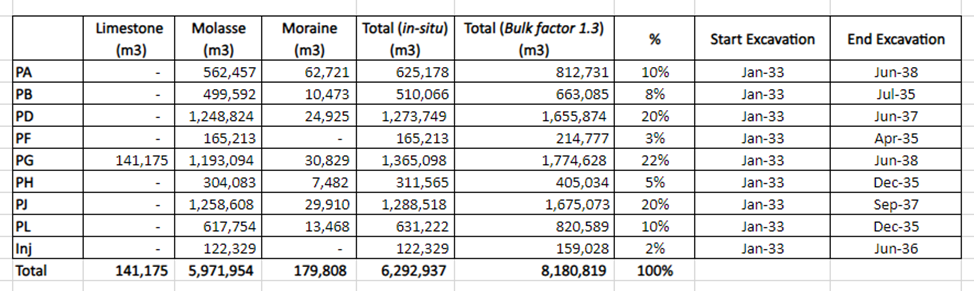 Limestone (m3) Molasse (m3) Moraine (m3) Total (in-situ) (m3) Total (Bulk factor 1.3) (m3) % Start Excavation End Excavation
PA - 562,457 62,721 625,178 812,731 10% Jan-33 Jun-38
PB - 499,592 10,473 510,066 663,085 8% Jan-33 Jul-35
PD - 1,248,824 24,925 1,273,749 1,655,874 20% Jan-33 Jun-37
PF - 165,213 - 165,213 214,777 3% Jan-33 Apr-35
PG 141,175 1,193,094 30,829 1,365,098 1,774,628 22% Jan-33 Jun-38
PH - 304,083 7,482 311,565 405,034 5% Jan-33 Dec-35
PJ - 1,258,608 29,910 1,288,518 1,675,073 20% Jan-33 Sep-37
PL - 617,754 13,468 631,222 820,589 10% Jan-33 Dec-35
Inj - 122,329 - 122,329 159,028 2% Jan-33 Jun-36
Total 141,175 5,971,954 179,808 6,292,937 8,180,819 100%